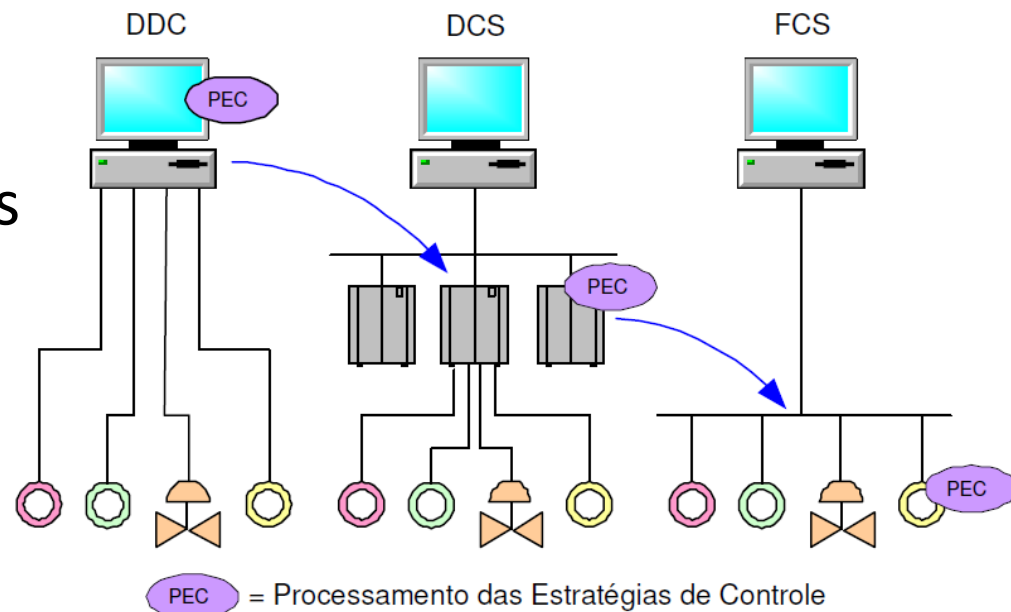 DDC
DCS
FCS
PEC
s
PEC
PEC
PEC = Processamento das Estratégias de Controle